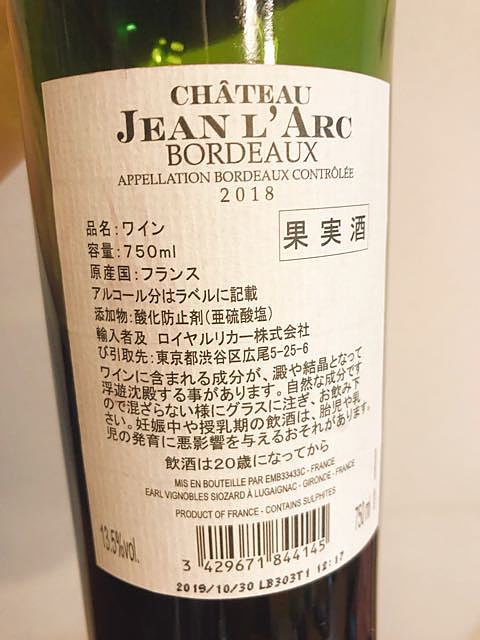 CHÂTEAU
JEAN L'ARC
BORDEAUX
APPELLATION BORDEAUX CONTRÔLÉE
2018
品名:ワイン
果実酒
容量:750ml
原産国:フランス
アルコール分はラベルに記載
添加物:酸化防止剤(亜硫酸塩)
輸入者及 ロイヤルリカー株式会社
び引取先:東京都渋谷区広尾5-25-6
ワインに含まれる成分が、澱や結晶となって
浮遊沈殿する事があります。自然な成分です
ので混ざらない様にグラスに注ぎ、お飲み下
さい。妊娠中や授乳期の飲酒は、胎児や乳
児の発育に悪影響を与えるおそれがあります。
飲酒は20歳になってから
MIS EN BOUTEILLE PAR EMB33433C - FRANCE
EARL VIGNOBLES SIOZARD À LUGAIGNAC - GIRONDE - FRANCE
PRODUCT OF FRANCE - CONTAINS SULPHITES
13.5%vol.
750ml
3 429671 844145
2019/10/30 LB303T1 12:17